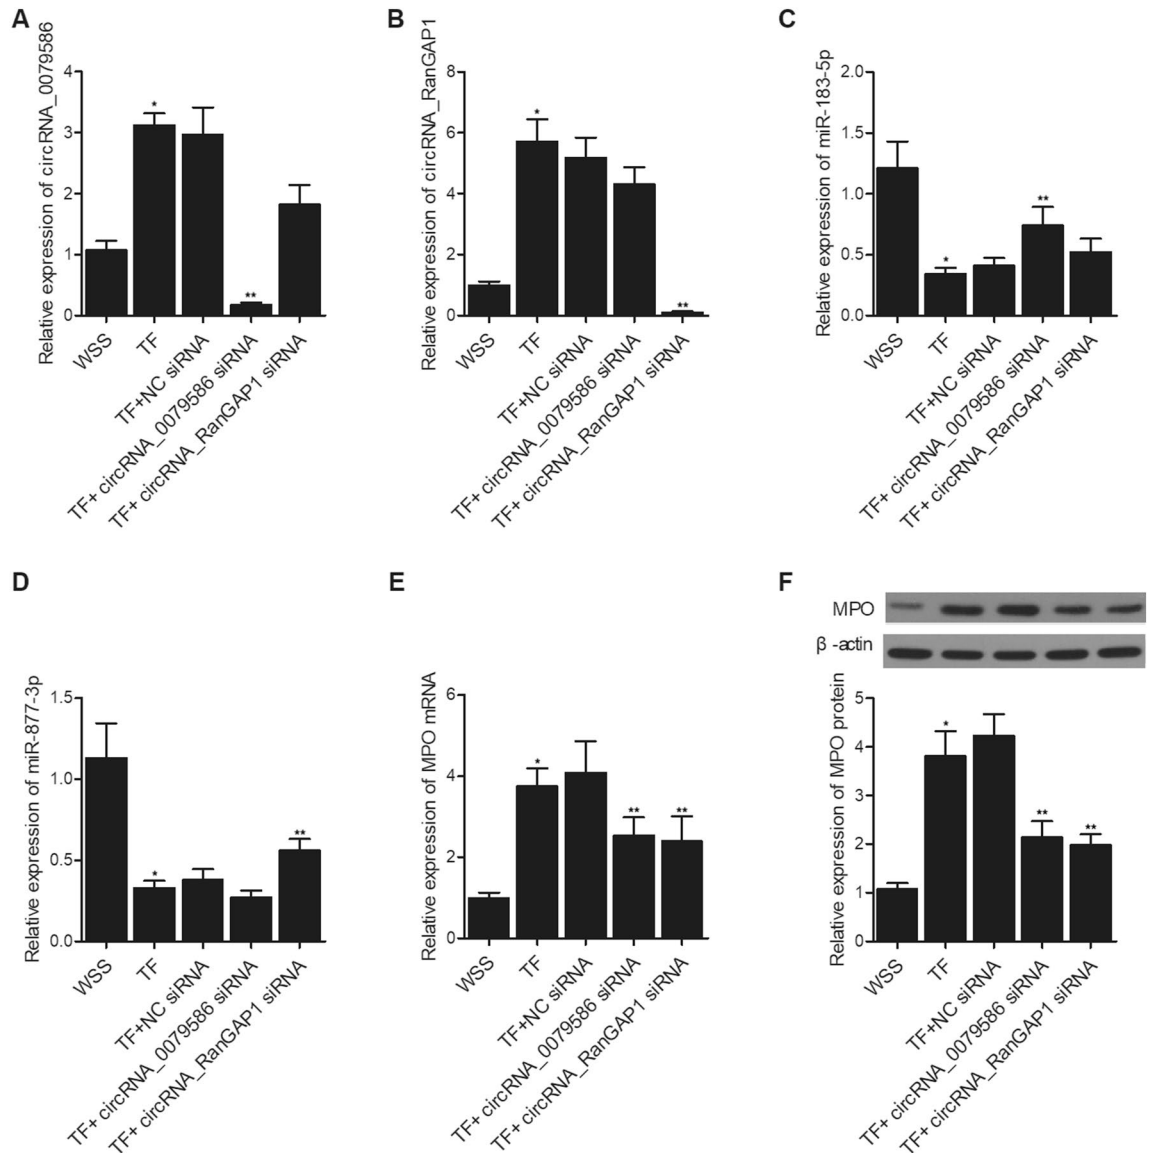 A
Relative expression of circRNA_0079586
4
3
2
1
0
*
**
WSS
TF
TF+NC siRNA
TF+ circRNA_0079586 siRNA
TF+ circRNA_RanGAP1 siRNA
B
Relative expression of circRNA_RanGAP1
8
6
4
2
0
*
**
WSS
TF
TF+NC siRNA
TF+ circRNA_0079586 siRNA
TF+ circRNA_RanGAP1 siRNA
C
Relative expression of miR-183-5p
2.0
1.5
1.0
0.5
0.0
*
**
WSS
TF
TF+NC siRNA
TF+ circRNA_0079586 siRNA
TF+ circRNA_RanGAP1 siRNA
D
Relative expression of miR-877-3p
1.5
1.0
0.5
0.0
*
**
WSS
TF
TF+NC siRNA
TF+ circRNA_0079586 siRNA
TF+ circRNA_RanGAP1 siRNA
E
Relative expression of MPO mRNA
6
4
2
0
*
**
**
WSS
TF
TF+NC siRNA
TF+ circRNA_0079586 siRNA
TF+ circRNA_RanGAP1 siRNA
F
MPO
β -actin
Relative expression of MPO protein
5
4
3
2
1
0
*
**
**
WSS
TF
TF+NC siRNA
TF+ circRNA_0079586 siRNA
TF+ circRNA_RanGAP1 siRNA